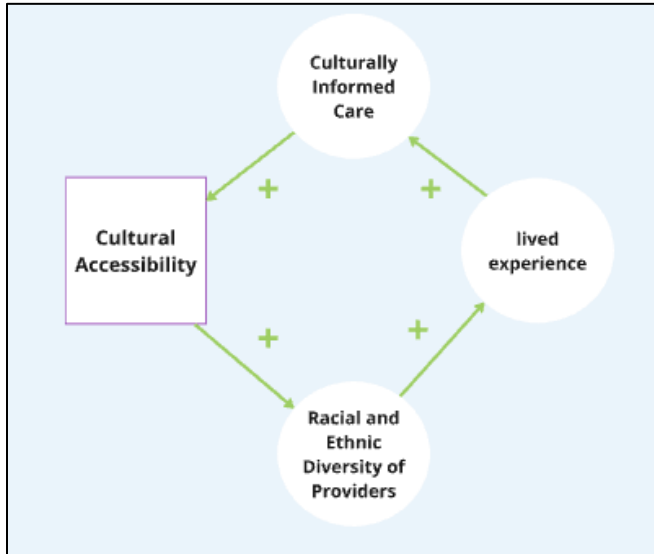 Culturally
Informed
Care
+
+
Cultural
Accessibility
lived
experience
+
+
Racial and
Ethnic
Diversity of
Providers